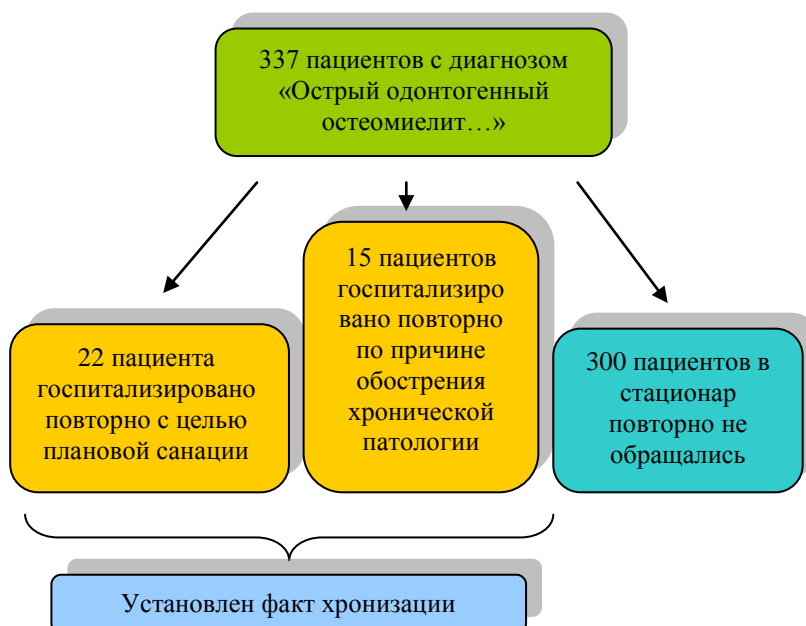 337 пациентов с диагнозом
«Острый одонтогенный
остеомиелит…»
22 пациента
госпитализировано
повторно с целью
плановой санации
15 пациентов
госпитализиро
вано повторно
по причине
обострения
хронической
патологии
300 пациентов в
стационар
повторно не
обращались
Установлен факт хронизации